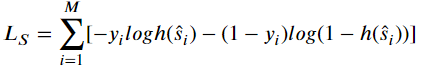 L_S = \sum_{i=1}^{M} [-y_i log h(\hat{s}_i) - (1 - y_i) log(1 - h(\hat{s}_i))]